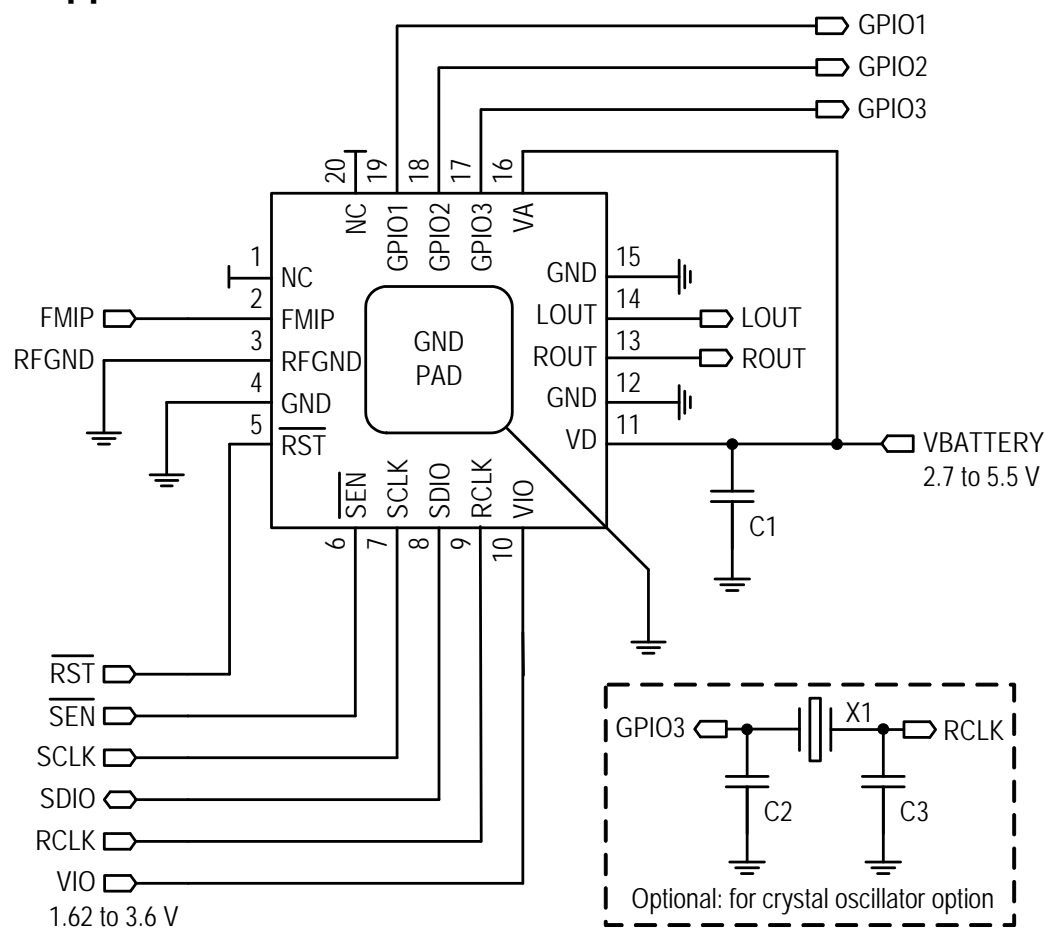 GPIO1
GPIO2
GPIO3
20
19
18
17
16
NC
GPIO1
GPIO2
GPIO3
VA
1
NC
FMIP
2
FMIP
RFGND
3
RFGND
4
GND
5
RST
GND
PAD
GND
15
LOUT
14
LOUT
ROUT
13
ROUT
GND
12
VD
11
VBATTERY
2.7 to 5.5 V
C1
SEN
SCLK
SDIO
RCLK
VIO
6
7
8
9
10
RST
SEN
SCLK
SDIO
RCLK
VIO
1.62 to 3.6 V
GPIO3
X1
RCLK
C2
C3
Optional: for crystal oscillator option